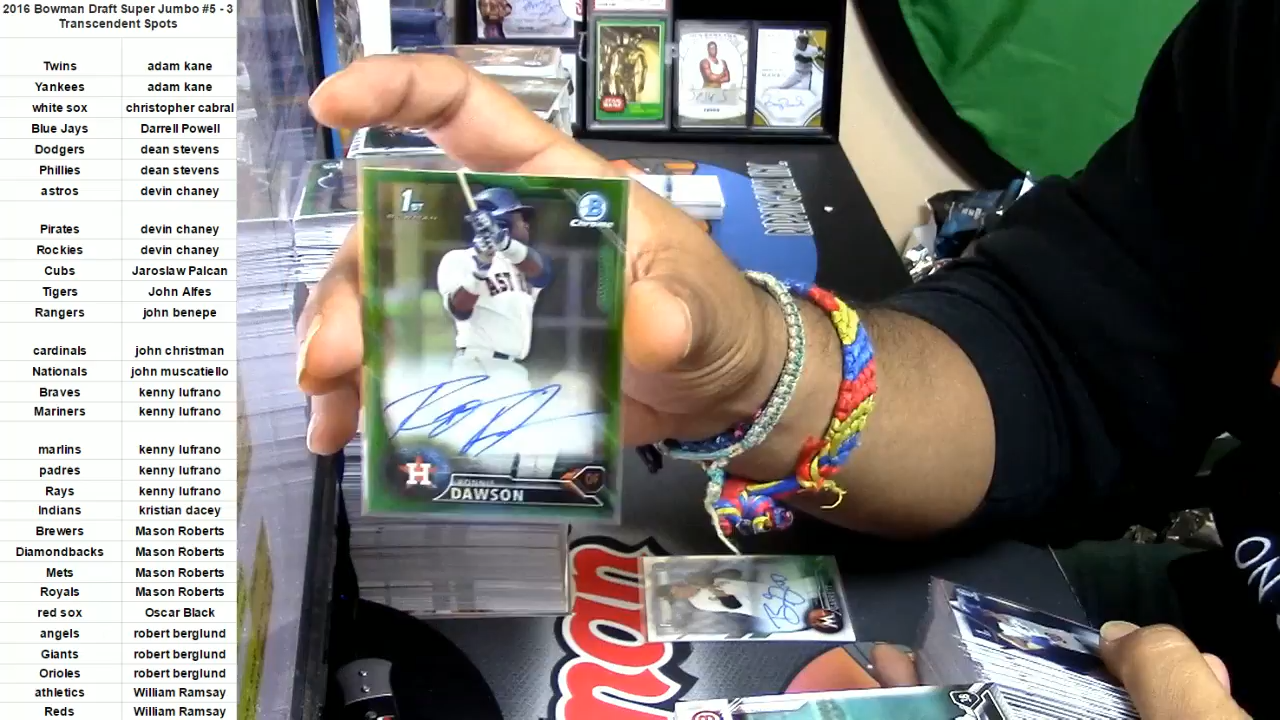 2016 Bowman Draft Super Jumbo #5 - 3
Transcendent Spots
Twins adam kane
Yankees adam kane
white sox christopher cabral
Blue Jays Darrell Powell
Dodgers dean stevens
Phillies dean stevens
astros devin chaney
Pirates devin chaney
Rockies devin chaney
Cubs Jaroslaw Palcan
Tigers John Alfes
Rangers john benepe
cardinals john christman
Nationals john muscatiello
Braves kenny lufrano
Mariners kenny lufrano
marlins kenny lufrano
padres kenny lufrano
Rays kenny lufrano
Indians kristian dacey
Brewers Mason Roberts
Diamondbacks Mason Roberts
Mets Mason Roberts
Royals Mason Roberts
red sox Oscar Black
angels robert berglund
Giants robert berglund
Orioles robert berglund
athletics William Ramsay
Reds William Ramsay
1ST
BOWMAN
B
Chrome
H
DAWSON
OF
STAR WARS
man
ON